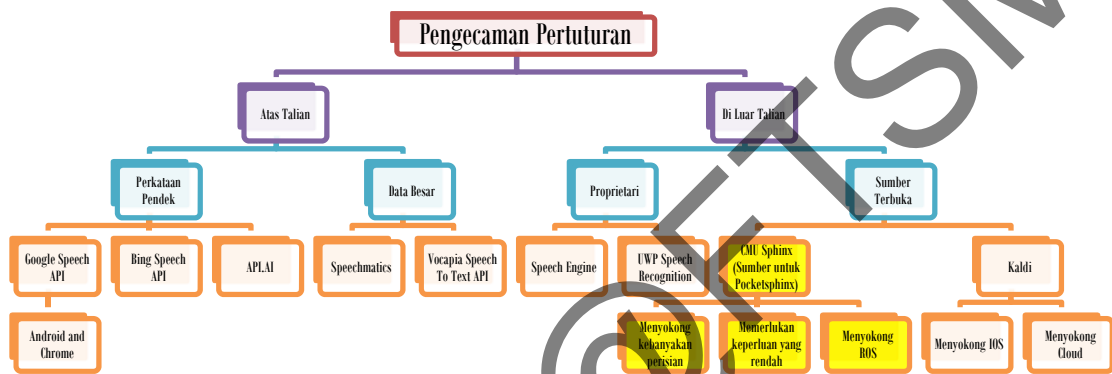 Pengecaman Pertuturan
Atas Talian
Di Luar Talian
Perkataan
Pendek
Data Besar
Proprietari
Sumber
Terbuka
Google Speech
API
Bing Speech
API
API.AI
Speechmatics
Vocapia Speech
To Text API
Speech Engine
UWP Speech
Recognition
CMU Sphinx
(Sumber untuk
Pocketsphinx)
Kaldi
Android and
Chrome
Menyokong
kebanyakan
perisian
Memerlukan
keperluan yang
rendah
Menyokong
ROS
Menyokong IOS
Menyokong
Cloud
@FTSM